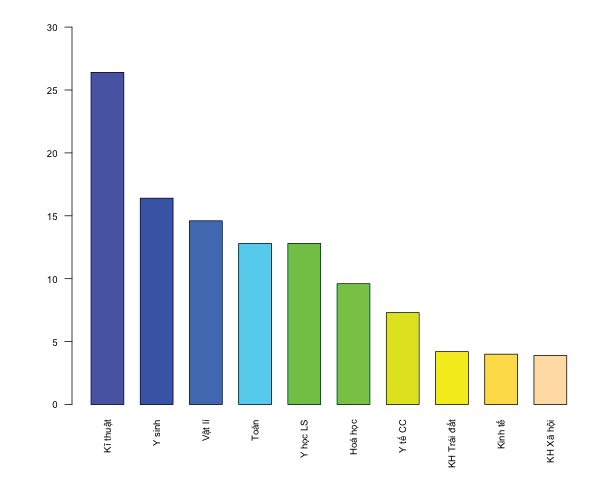 30
25
20
15
10
5
0
Kĩ thuật
Y sinh
Vật lí
Toán
Y học LS
Hoá học
Y tế CC
KH Trái đất
Kinh tế
KH Xã hội